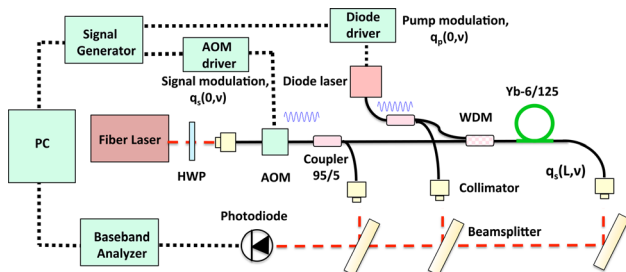 Signal
Generator
Diode
driver
Pump modulation,
qp(0,ν)
AOM
driver
Signal modulation,
qs(0,ν)
Diode laser
Yb-6/125
WDM
PC
Fiber Laser
HWP
AOM
Coupler
95/5
Collimator
qs(L,ν)
Photodiode
Beamsplitter
Baseband
Analyzer